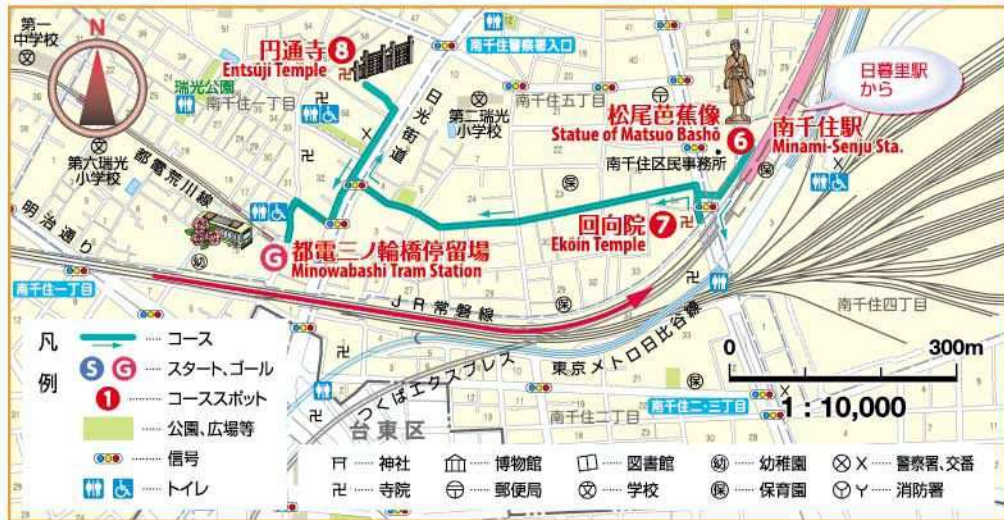 第一
中学校
N
円通寺 8
Entsūji Temple
卍
瑞光公園
南千住一丁目
南千住警察署入口
日光街道
第二瑞光
小学校
南千住五丁目
松尾芭蕉像
Statue of Matsuo Bashō
6
南千住区民事務所
日暮里駅
から
南千住駅
Minami-Senju Sta.
第六瑞光
小学校
都電荒川線
明治通り
回向院 7
Ekōin Temple
G 都電三ノ輪橋停留場
Minowabashi Tram Station
南千住一丁目
JR常磐線
南千住四丁目
つくばエクスプレス
東京メトロ日比谷線
台東区
南千住二丁目
南千住二・三丁目
0 300m
1:10,000
凡例
コース
S G スタート、ゴール
1 コーススポット
公園、広場等
信号
トイレ
神社
博物館
図書館
幼 幼稚園
警察署、交番
卍 寺院
郵便局
文 学校
保 保育園
消防署